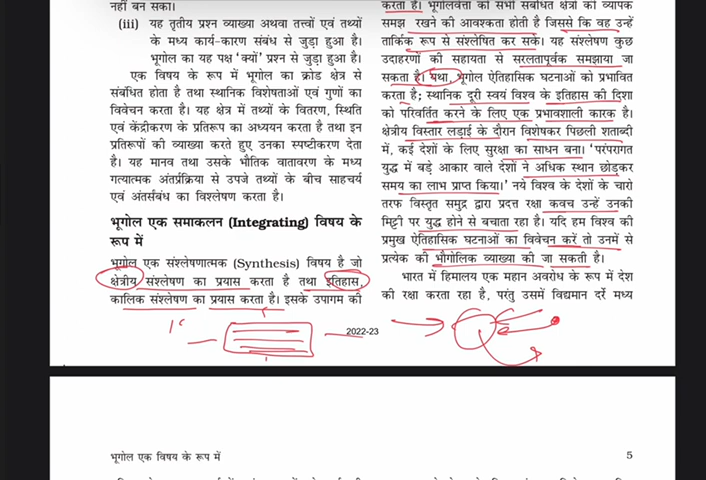 नहीं बन सका।
(iii) यह तृतीय प्रश्न व्याख्या अथवा तत्त्वों एवं तथ्यों
के मध्य कार्य-कारण संबंध से जुड़ा हुआ है।
भूगोल का यह पक्ष 'क्यों' प्रश्न से जुड़ा हुआ है।
एक विषय के रूप में भूगोल का क्रोड क्षेत्र से
संबंधित होता है तथा स्थानिक विशेषताओं एवं गुणों का
विवेचन करता है। यह क्षेत्र में तथ्यों के वितरण, स्थिति
एवं केंद्रीकरण के प्रतिरूप का अध्ययन करता है तथा इन
प्रतिरूपों की व्याख्या करते हुए उनका स्पष्टीकरण देता
है। यह मानव तथा उसके भौतिक वातावरण के मध्य
गत्यात्मक अंतर्प्रक्रिया से उपजे तथ्यों के बीच साहचर्य
एवं अंतर्संबंध का विश्लेषण करता है।
भूगोल एक समाकलन (Integrating) विषय के
रूप में
भूगोल एक संश्लेषणात्मक (Synthesis) विषय है जो
क्षेत्रीय संश्लेषण का प्रयास करता है तथा इतिहास,
कालिक संश्लेषण का प्रयास करता है। इसके उपागम की
करता है। भूगोलवेत्ता को सभी संबंधित क्षेत्रों की व्यापक
समझ रखने की आवश्कता होती है जिससे कि वह उन्हें
तार्किक रूप से संश्लेषित कर सके। यह संश्लेषण कुछ
उदाहरणों की सहायता से सरलतापूर्वक समझाया जा
सकता है। यथा, भूगोल ऐतिहासिक घटनाओं को प्रभावित
करता है; स्थानिक दूरी स्वयं विश्व के इतिहास की दिशा
को परिवर्तित करने के लिए एक प्रभावशाली कारक है।
क्षेत्रीय विस्तार लड़ाई के दौरान विशेषकर पिछली शताब्दी
में, कई देशों के लिए सुरक्षा का साधन बना। 'परंपरागत
युद्ध में बड़े आकार वाले देशों ने अधिक स्थान छोड़कर
समय का लाभ प्राप्त किया।' नये विश्व के देशों के चारो
तरफ विस्तृत समुद्र द्वारा प्रदत्त रक्षा कवच उन्हें उनकी
मिट्टी पर युद्ध होने से बचाता रहा है। यदि हम विश्व की
प्रमुख ऐतिहासिक घटनाओं का विवेचन करें तो उनमें से
प्रत्येक की भौगोलिक व्याख्या की जा सकती है।
भारत में हिमालय एक महान अवरोध के रूप में देश
की रक्षा करता रहा है, परंतु उसमें विद्यमान दर्रे मध्य
2022-23
भूगोल एक विषय के रूप में
5